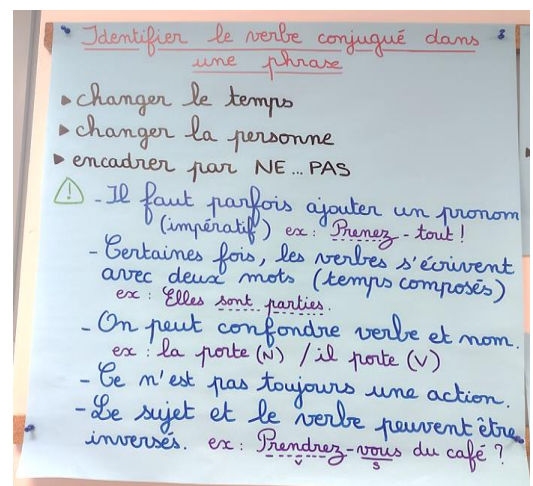 Identifier le verbe conjugué dans
une phrase
▸ changer le temps
▸ changer la personne
▸ encadrer par NE ... PAS
⚠ - Il faut parfois ajouter un pronom
(impératif) ex : Prenez - tout !
- Certaines fois, les verbes s'écrivent
avec deux mots (temps composés)
ex : Elles sont parties.
- On peut confondre verbe et nom.
ex : la porte (N) / il porte (V)
- Ce n'est pas toujours une action.
- Le sujet et le verbe peuvent être
inversés. ex : Prendrez-vous du café ?
V S